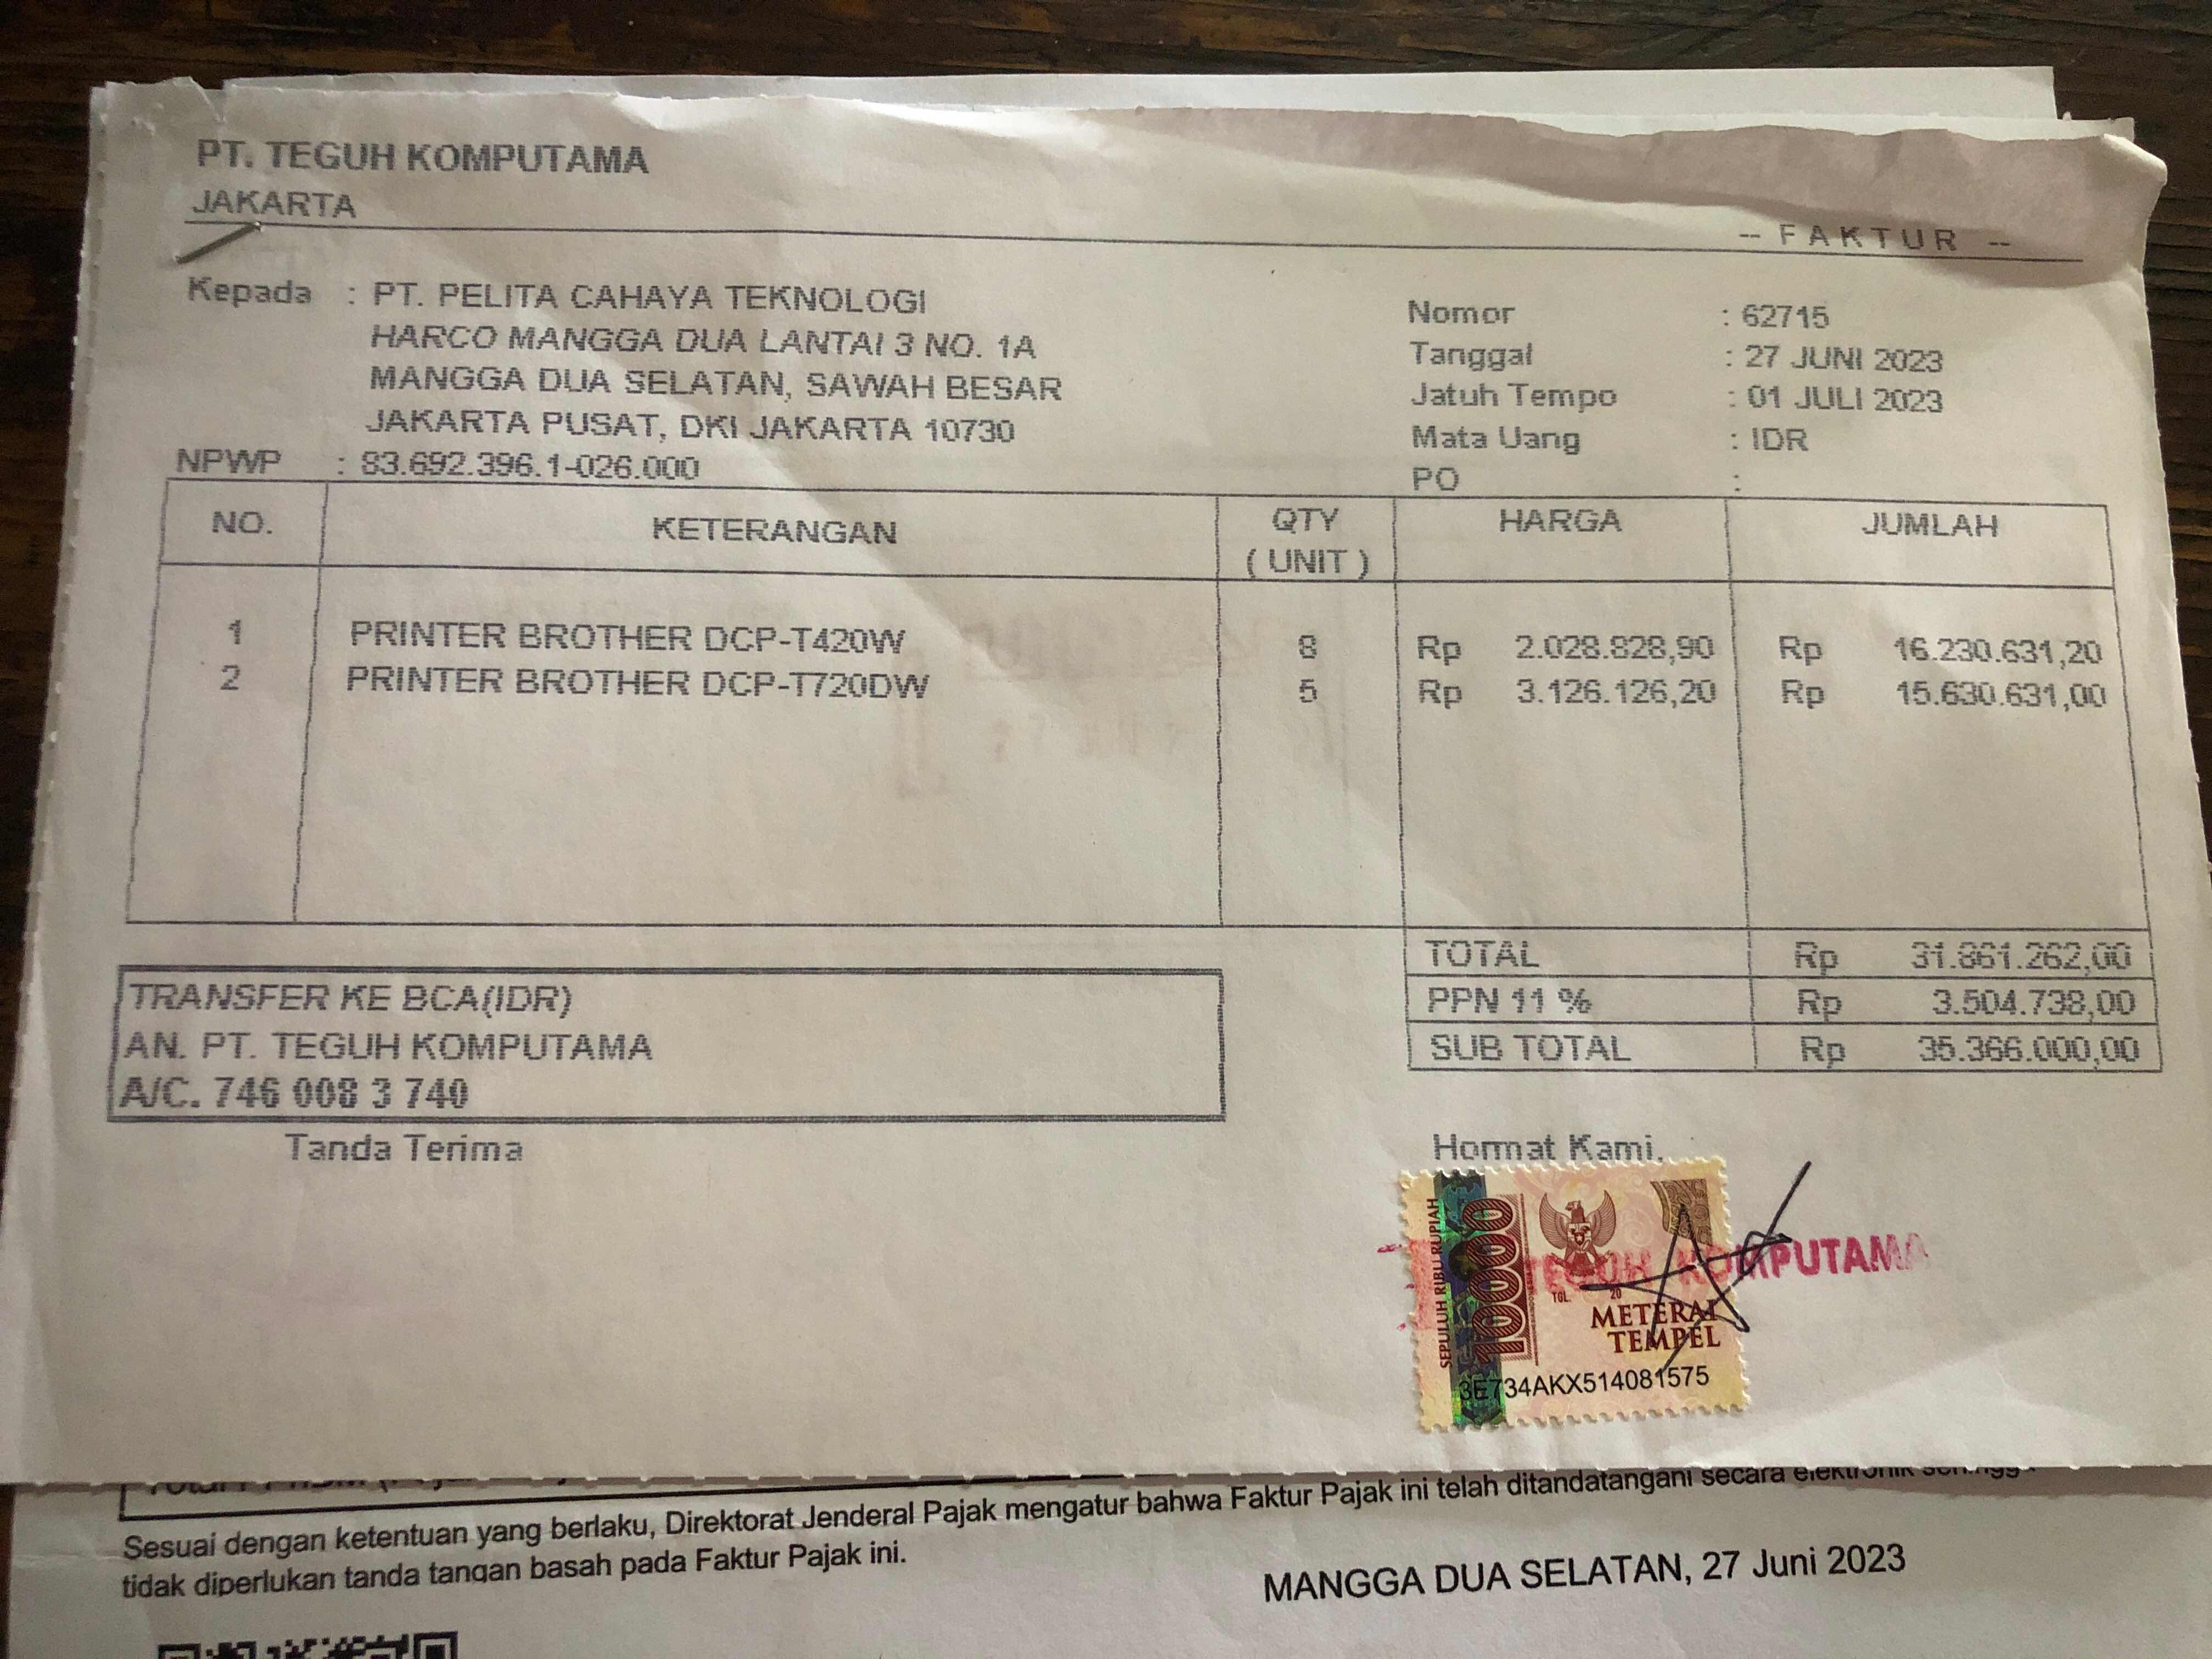 PT. TEGUH KOMPUTAMA
JAKARTA
-- F A K T U R --
Kepada : PT. PELITA CAHAYA TEKNOLOGI
HARCO MANGGA DUA LANTAI 3 NO. 1A
MANGGA DUA SELATAN, SAWAH BESAR
JAKARTA PUSAT, DKI JAKARTA 10730
NPWP : 83.692.396.1-026.000
Nomor : 62715
Tanggal : 27 JUNI 2023
Jatuh Tempo : 01 JULI 2023
Mata Uang : IDR
PO :
NO. KETERANGAN QTY ( UNIT ) HARGA JUMLAH
1 PRINTER BROTHER DCP-T420W 8 Rp 2.028.828,90 Rp 16.230.631,20
2 PRINTER BROTHER DCP-T720DW 5 Rp 3.126.126,20 Rp 15.630.631,00
TOTAL Rp 31.861.262,00
PPN 11 % Rp 3.504.738,00
SUB TOTAL Rp 35.366.000,00
TRANSFER KE BCA(IDR)
AN. PT. TEGUH KOMPUTAMA
A/C. 746 008 3 740
Tanda Terima
Hormat Kami,
SEPULUH RIBU RUPIAH
10000
TEGUH KOMPUTAMA
TGL. 20
METERAI
TEMPEL
3E734AKX514081575
Sesuai dengan ketentuan yang berlaku, Direktorat Jenderal Pajak mengatur bahwa Faktur Pajak ini telah ditandatangani secara elektronik
tidak diperlukan tanda tangan basah pada Faktur Pajak ini.
MANGGA DUA SELATAN, 27 Juni 2023